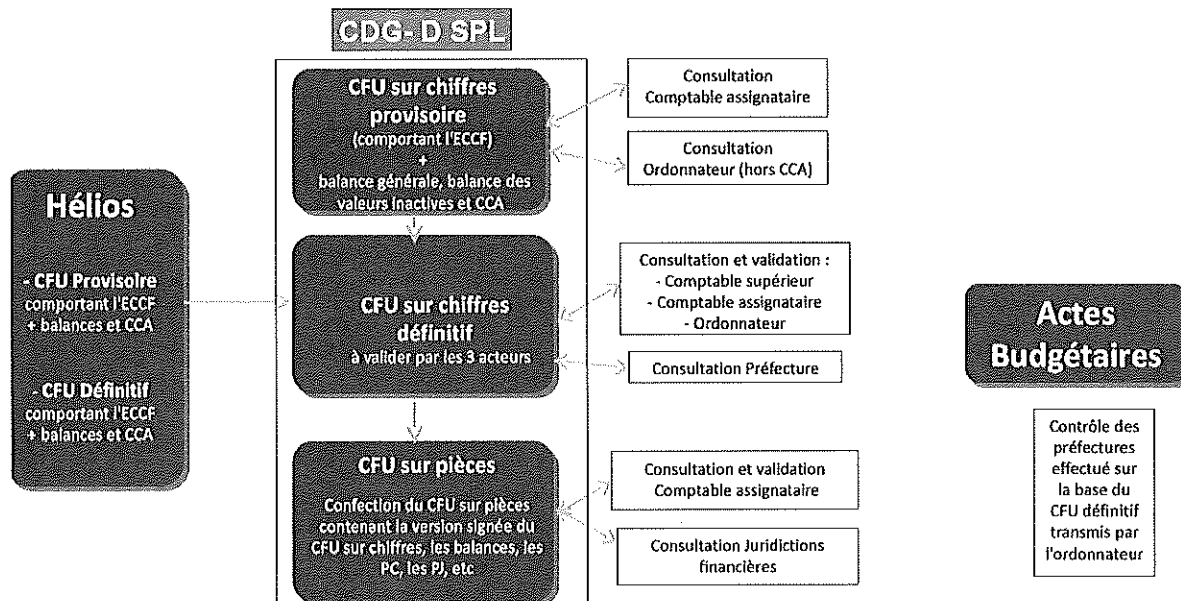 CDG- D SPL
Hélios
- CFU Provisoire
comportant l'ECCF
+ balances et CCA
- CFU Définitif
comportant l'ECCF
+ balances et CCA
CFU sur chiffres
provisoire
(comportant l'ECCF)
+
balance générale, balance des
valeurs inactives et CCA
Consultation
Comptable assignataire
Consultation
Ordonnateur (hors CCA)
CFU sur chiffres
définitif
à valider par les 3 acteurs
Consultation et validation :
- Comptable supérieur
- Comptable assignataire
- Ordonnateur
Consultation Préfecture
CFU sur pièces
Confection du CFU sur pièces
contenant la version signée du
CFU sur chiffres, les balances, les
PC, les PJ, etc
Consultation et validation
Comptable assignataire
Consultation Juridictions
financières
Actes
Budgétaires
Contrôle des
préfectures
effectué sur
la base du
CFU définitif
transmis par
l'ordonnateur